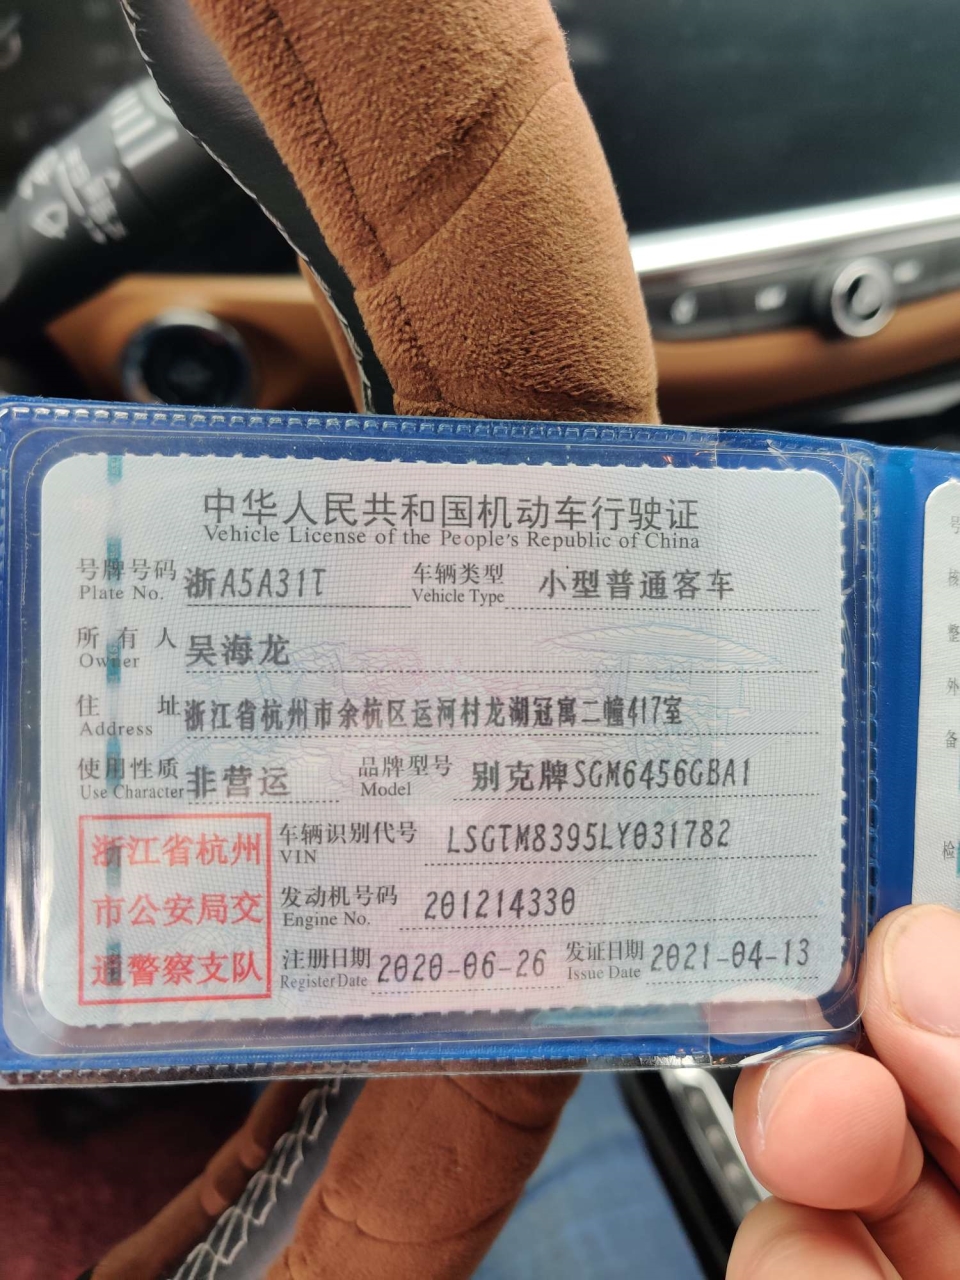 中华人民共和国机动车行驶证
Vehicle License of the People's Republic of China
号牌号码 浙A5A31T 车辆类型 小型普通客车
Plate No. Vehicle Type
所有人 吴海龙
Owner
住址 浙江省杭州市余杭区运河村龙湖冠寓二幢417室
Address
使用性质 非营运 品牌型号 别克牌SGM6456GBA1
Use Character Model
浙江省杭州
市公安局交
通警察支队
车辆识别代号 LSGTM8395LY031782
VIN
发动机号码 201214330
Engine No.
注册日期 2020-06-26 发证日期 2021-04-13
Register Date Issue Date
号
核
整
外
备
检